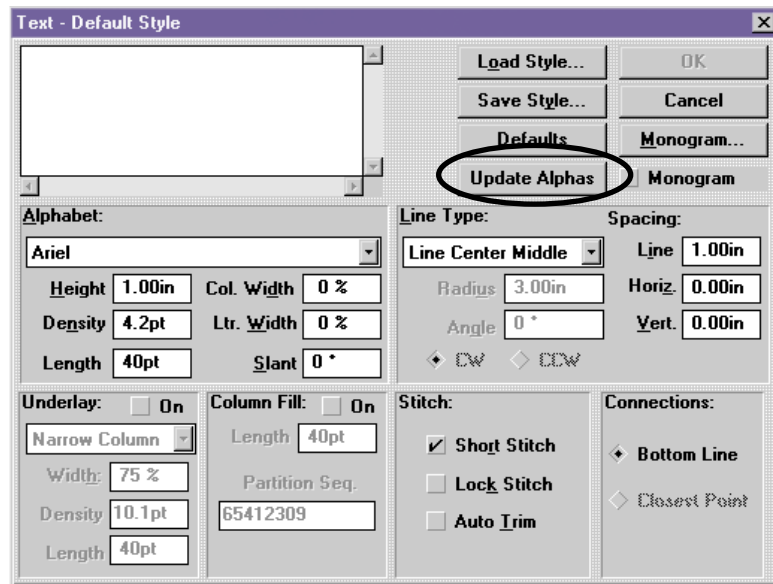 Text - Default Style
Load Style... OK
Save Style... Cancel
Defaults Monogram...
Update Alphas Monogram
Alphabet: Line Type: Spacing:
Ariel Line Center Middle Line 1.00in
Height 1.00in Col. Width 0 % Radius 3.00in Horiz. 0.00in
Density 4.2pt Ltr. Width 0 % Angle 0 ° Vert. 0.00in
Length 40pt Slant 0 ° CW CCW
Underlay: On Column Fill: On Stitch: Connections:
Narrow Column Length 40pt Short Stitch Bottom Line
Width: 75 % Partition Seq. Lock Stitch Closest Point
Density 10.1pt 65412309 Auto Trim
Length 40pt